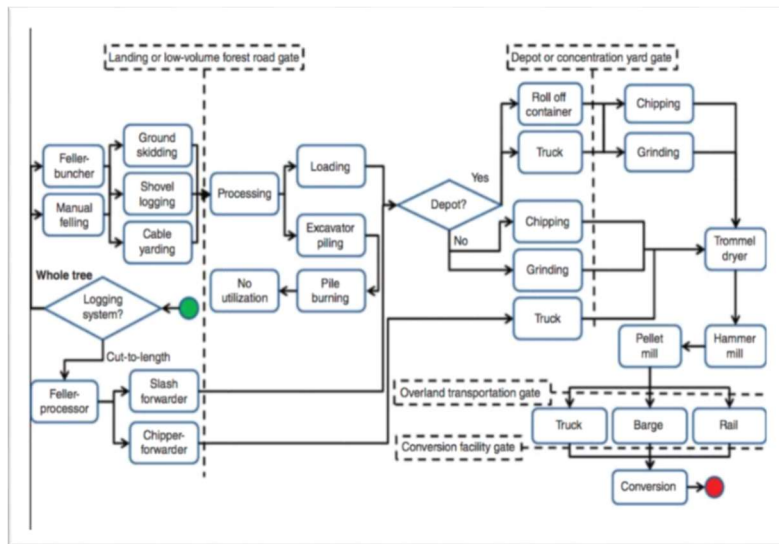 Landing or low-volume forest road gate
Depot or concentration yard gate
Feller-
buncher
Manual
felling
Ground
skidding
Shovel
logging
Cable
yarding
Processing
Loading
Excavator
piling
Pile
burning
No
utilization
Whole tree
Logging
system?
Cut-to-length
Feller-
processor
Slash
forwarder
Chipper-
forwarder
Depot?
Yes
No
Roll off
container
Truck
Chipping
Grinding
Truck
Chipping
Grinding
Trommel
dryer
Hammer
mill
Pellet
mill
Overland transportation gate
Truck
Barge
Rail
Conversion facility gate
Conversion